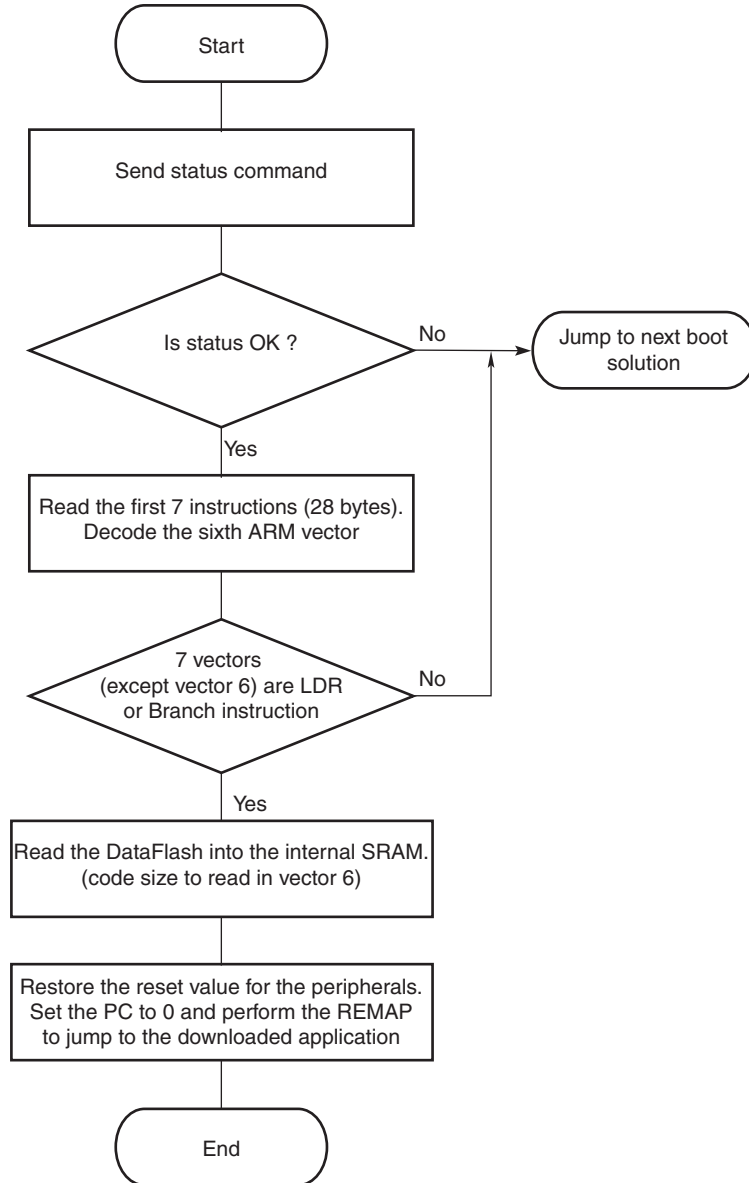 Start
Send status command
Is status OK ?
No
Jump to next boot
solution
Yes
Read the first 7 instructions (28 bytes).
Decode the sixth ARM vector
7 vectors
(except vector 6) are LDR
or Branch instruction
No
Yes
Read the DataFlash into the internal SRAM.
(code size to read in vector 6)
Restore the reset value for the peripherals.
Set the PC to 0 and perform the REMAP
to jump to the downloaded application
End